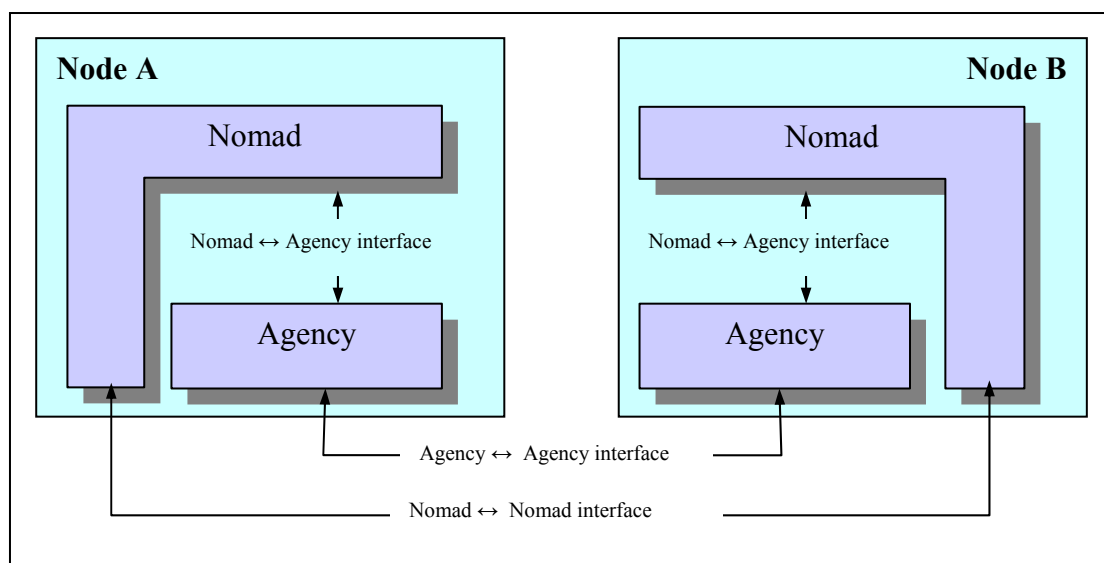 Node A
Node B
Nomad
Nomad
Nomad ↔ Agency interface
Nomad ↔ Agency interface
Agency
Agency
Agency ↔ Agency interface
Nomad ↔ Nomad interface